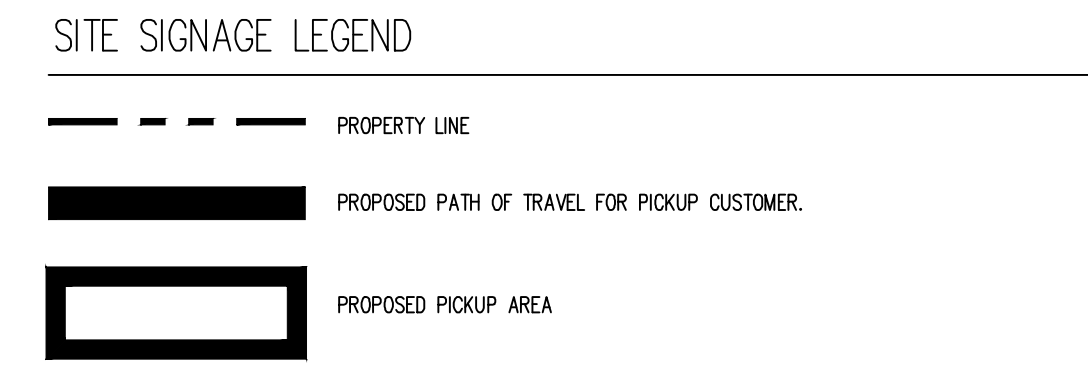 SITE SIGNAGE LEGEND
PROPERTY LINE
PROPOSED PATH OF TRAVEL FOR PICKUP CUSTOMER.
PROPOSED PICKUP AREA